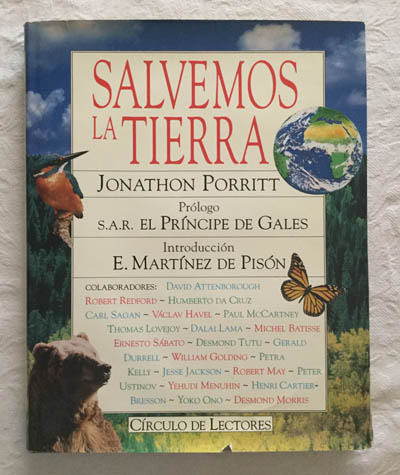 SALVEMOS
LA TIERRA
JONATHON PORRITT
Prólogo
S.A.R. EL PRÍNCIPE DE GALES
Introducción
E. MARTÍNEZ DE PISÓN
COLABORADORES: DAVID ATTENBOROUGH
ROBERT REDFORD ~ HUMBERTO DA CRUZ
CARL SAGAN ~ VÁCLAV HAVEL ~ PAUL MCCARTNEY
THOMAS LOVEJOY ~ DALAI LAMA ~ MICHEL BATISSE
ERNESTO SÁBATO ~ DESMOND TUTU ~ GERALD
DURRELL ~ WILLIAM GOLDING ~ PETRA
KELLY ~ JESSE JACKSON ~ ROBERT MAY ~ PETER
USTINOV ~ YEHUDI MENUHIN ~ HENRI CARTIER-
BRESSON ~ YOKO ONO ~ DESMOND MORRIS
CÍRCULO DE LECTORES